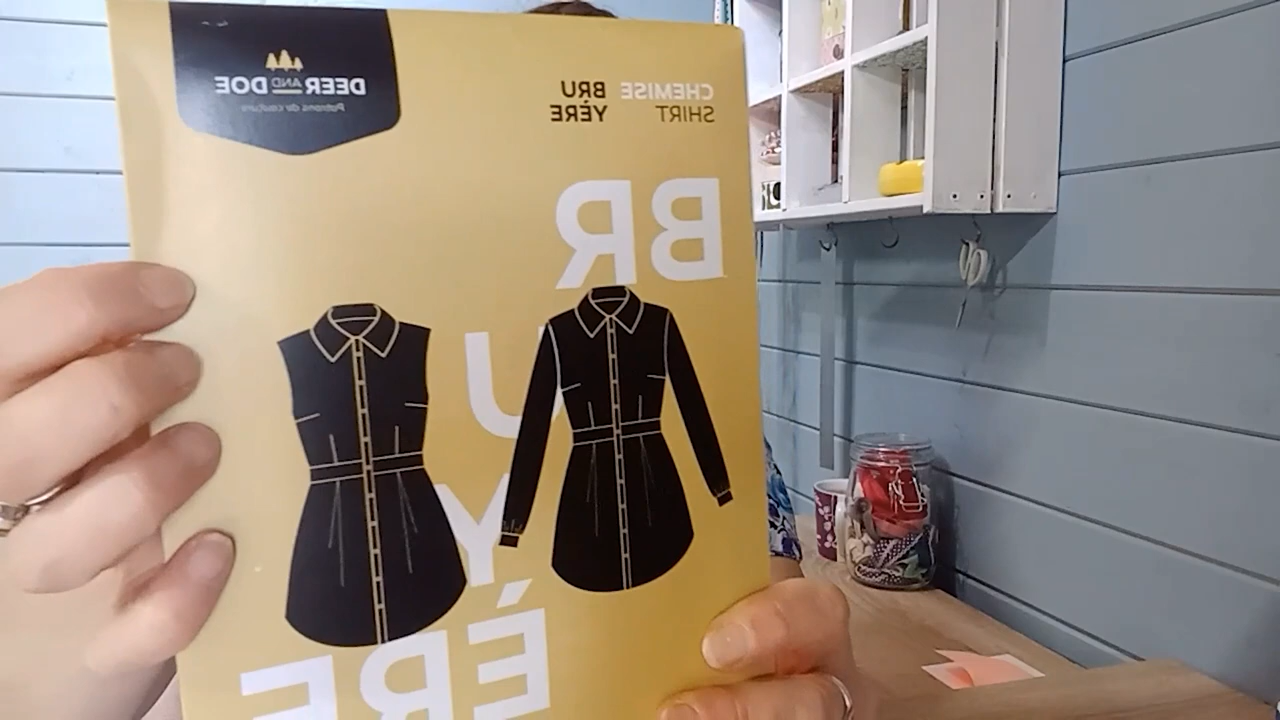 DEER AND DOE
Patrons de couture
CHEMISE BRU
SHIRT YÈRE
BR
U
Y
ÈRE